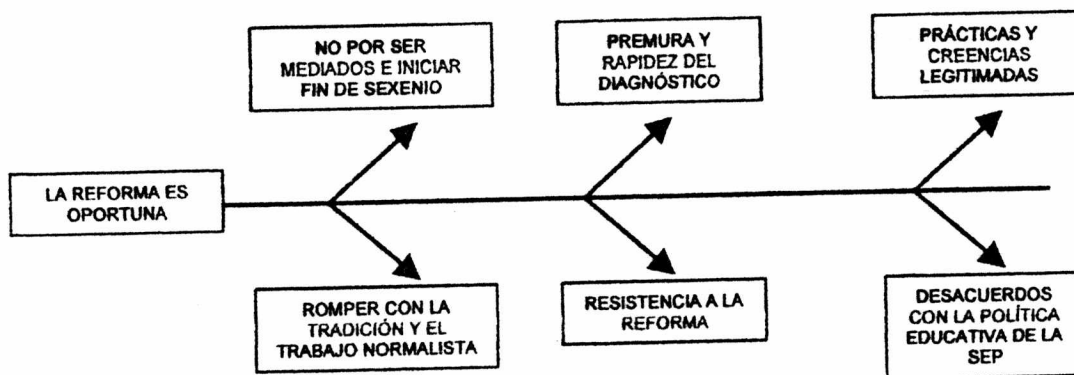 NO POR SER
MEDIADOS E INICIAR
FIN DE SEXENIO
PREMURA Y
RAPIDEZ DEL
DIAGNÓSTICO
PRÁCTICAS Y
CREENCIAS
LEGITIMADAS
LA REFORMA ES
OPORTUNA
ROMPER CON LA
TRADICIÓN Y EL
TRABAJO NORMALISTA
RESISTENCIA A LA
REFORMA
DESACUERDOS
CON LA POLÍTICA
EDUCATIVA DE LA
SEP